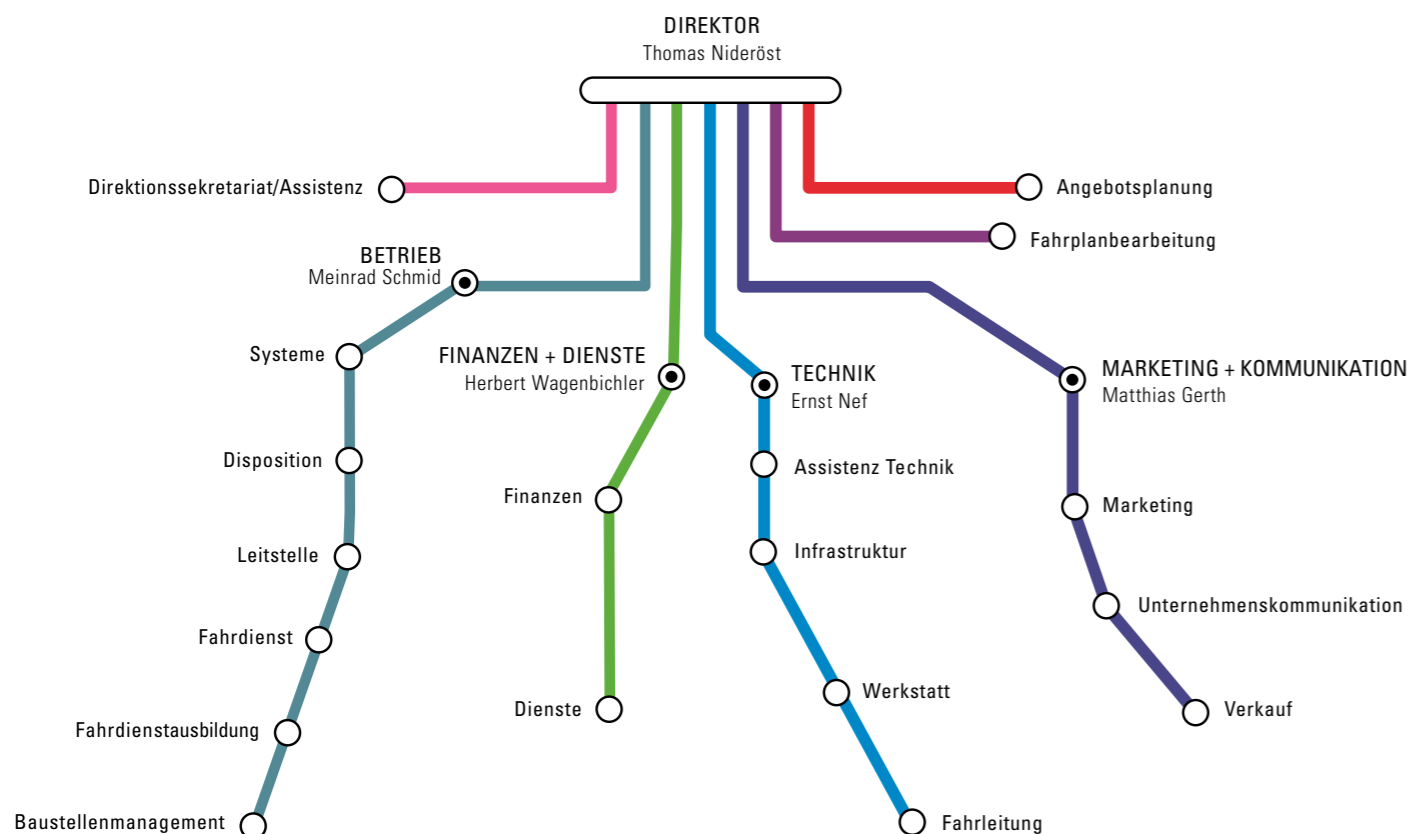 DIREKTOR
Thomas Nideröst
Direktionssekretariat/Assistenz
Angebotsplanung
Fahrplanbearbeitung
BETRIEB
Meinrad Schmid
Systeme
Disposition
Leitstelle
Fahrdienst
Fahrdienstausbildung
Baustellenmanagement
FINANZEN + DIENSTE
Herbert Wagenbichler
Finanzen
Dienste
TECHNIK
Ernst Nef
Assistenz Technik
Infrastruktur
Werkstatt
Fahrleitung
MARKETING + KOMMUNIKATION
Matthias Gerth
Marketing
Unternehmenskommunikation
Verkauf